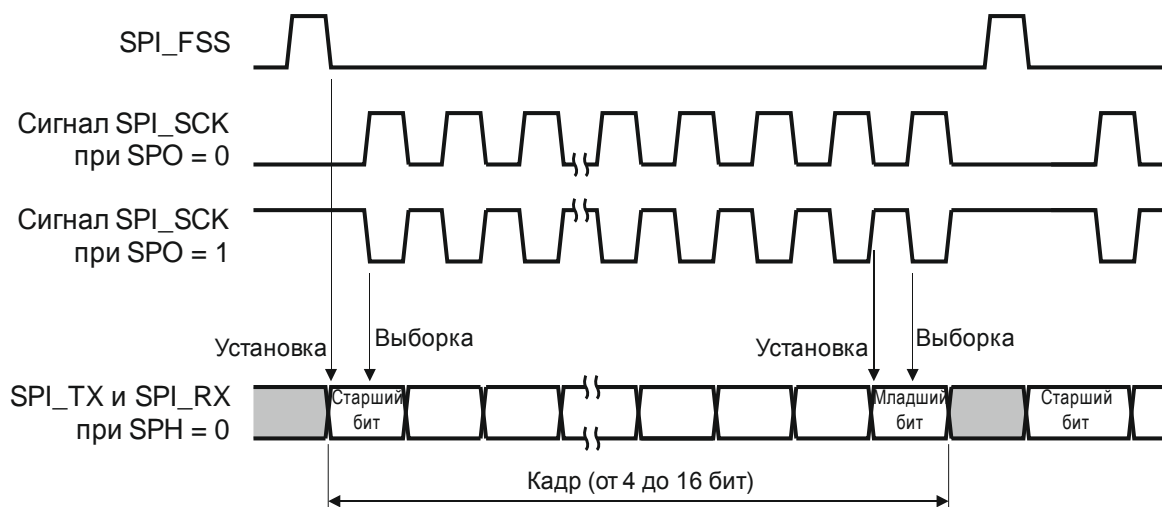 SPI_FSS
Сигнал SPI_SCK
при SPO = 0
Сигнал SPI_SCK
при SPO = 1
Установка
Выборка
Установка
Выборка
SPI_TX и SPI_RX
при SPH = 0
Старший
бит
Младший
бит
Старший
бит
Кадр (от 4 до 16 бит)